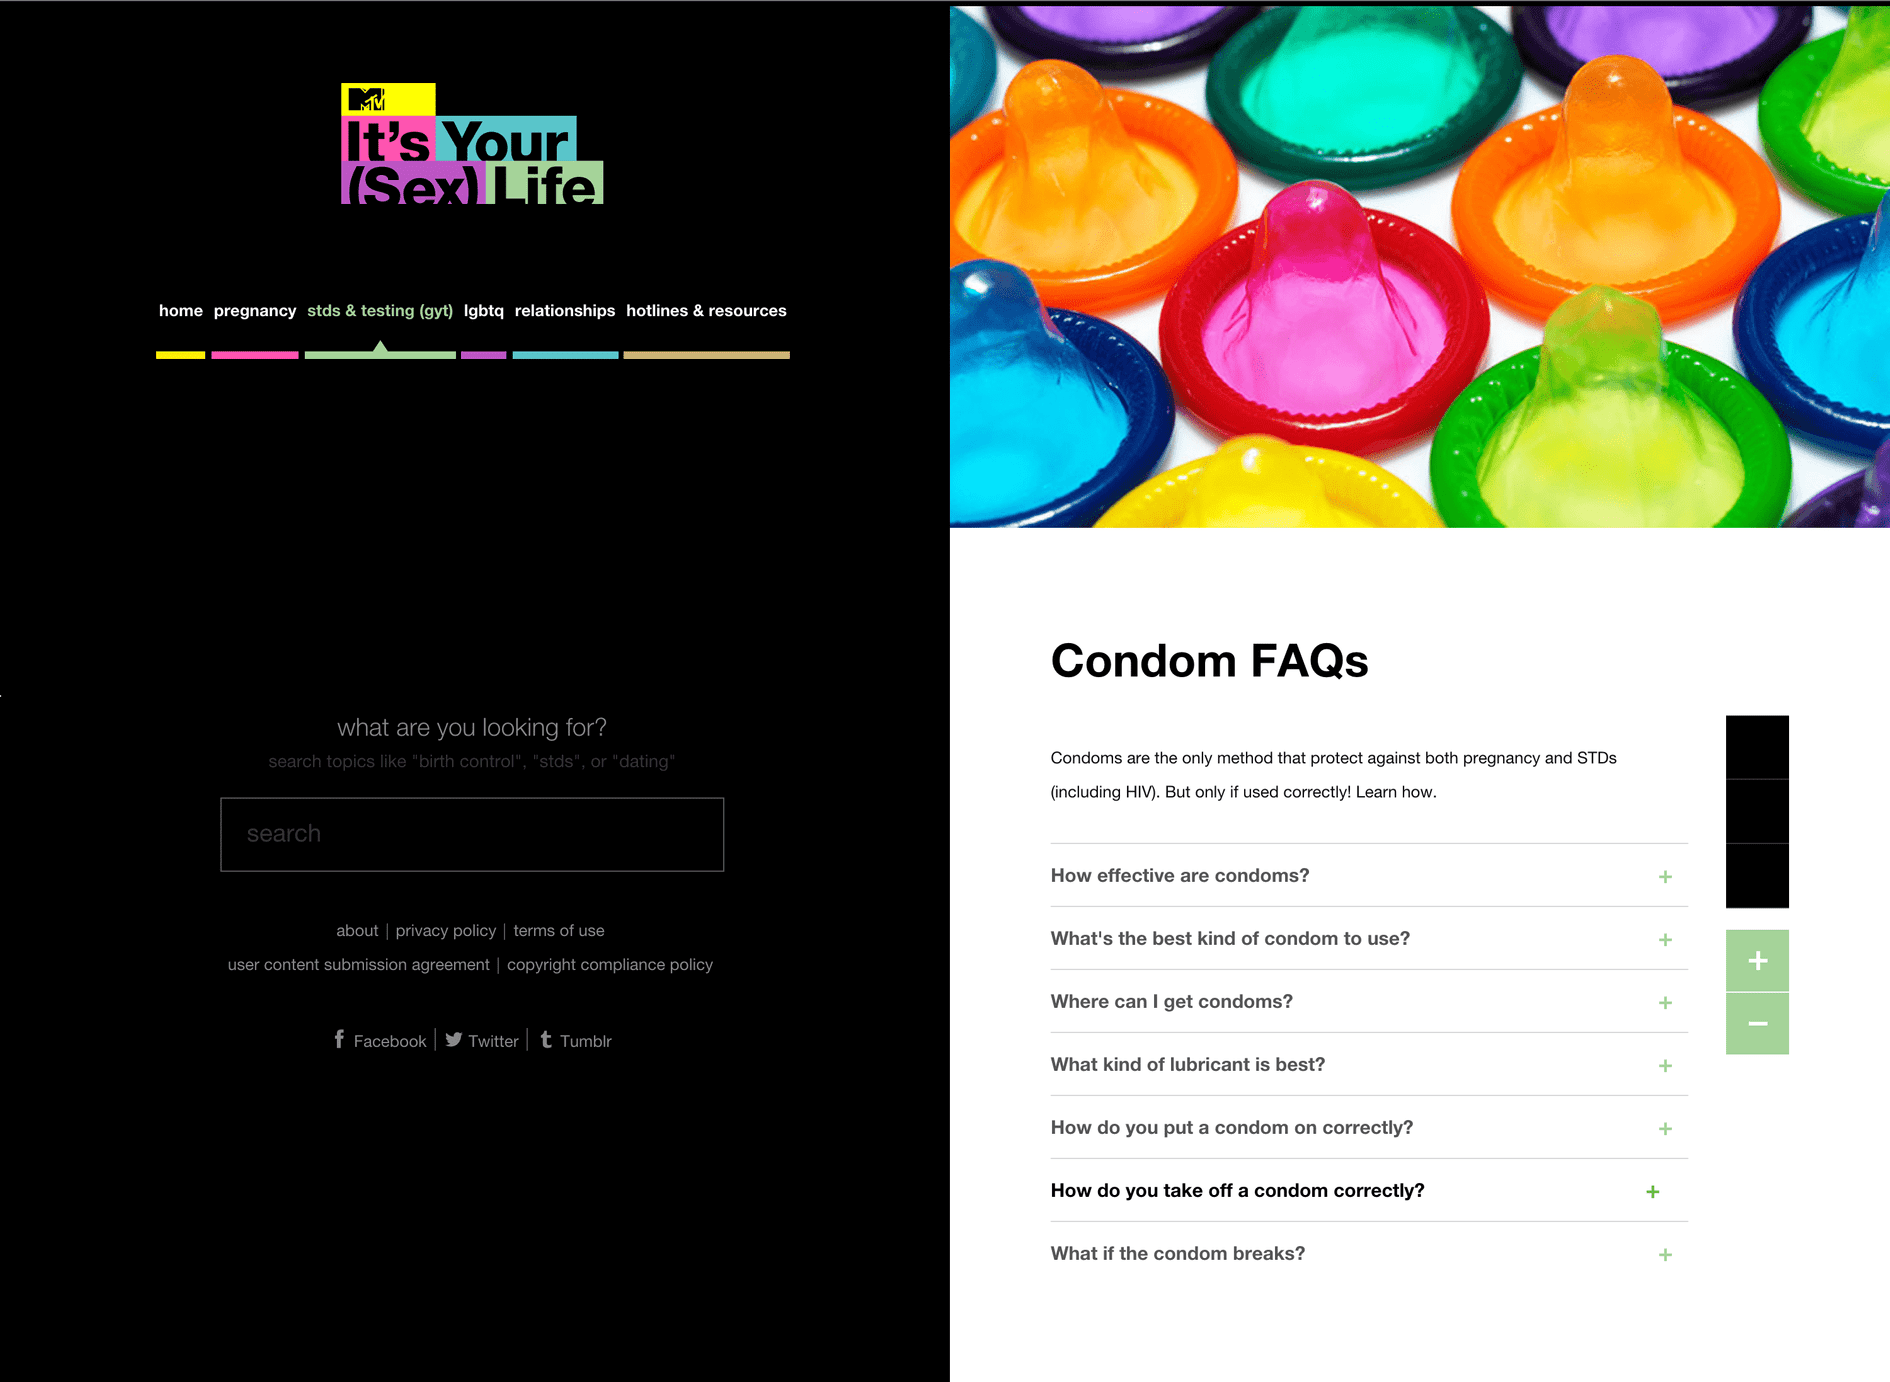 MTV
It's Your
(Sex) Life
home pregnancy stds & testing (gyt) lgbtq relationships hotlines & resources
what are you looking for?
search topics like "birth control", "stds", or "dating"
search
about | privacy policy | terms of use
user content submission agreement | copyright compliance policy
Facebook | Twitter | Tumblr
Condom FAQs
Condoms are the only method that protect against both pregnancy and STDs
(including HIV). But only if used correctly! Learn how.
How effective are condoms? +
What's the best kind of condom to use? +
Where can I get condoms? +
What kind of lubricant is best? +
How do you put a condom on correctly? +
How do you take off a condom correctly? +
What if the condom breaks? +
+
−